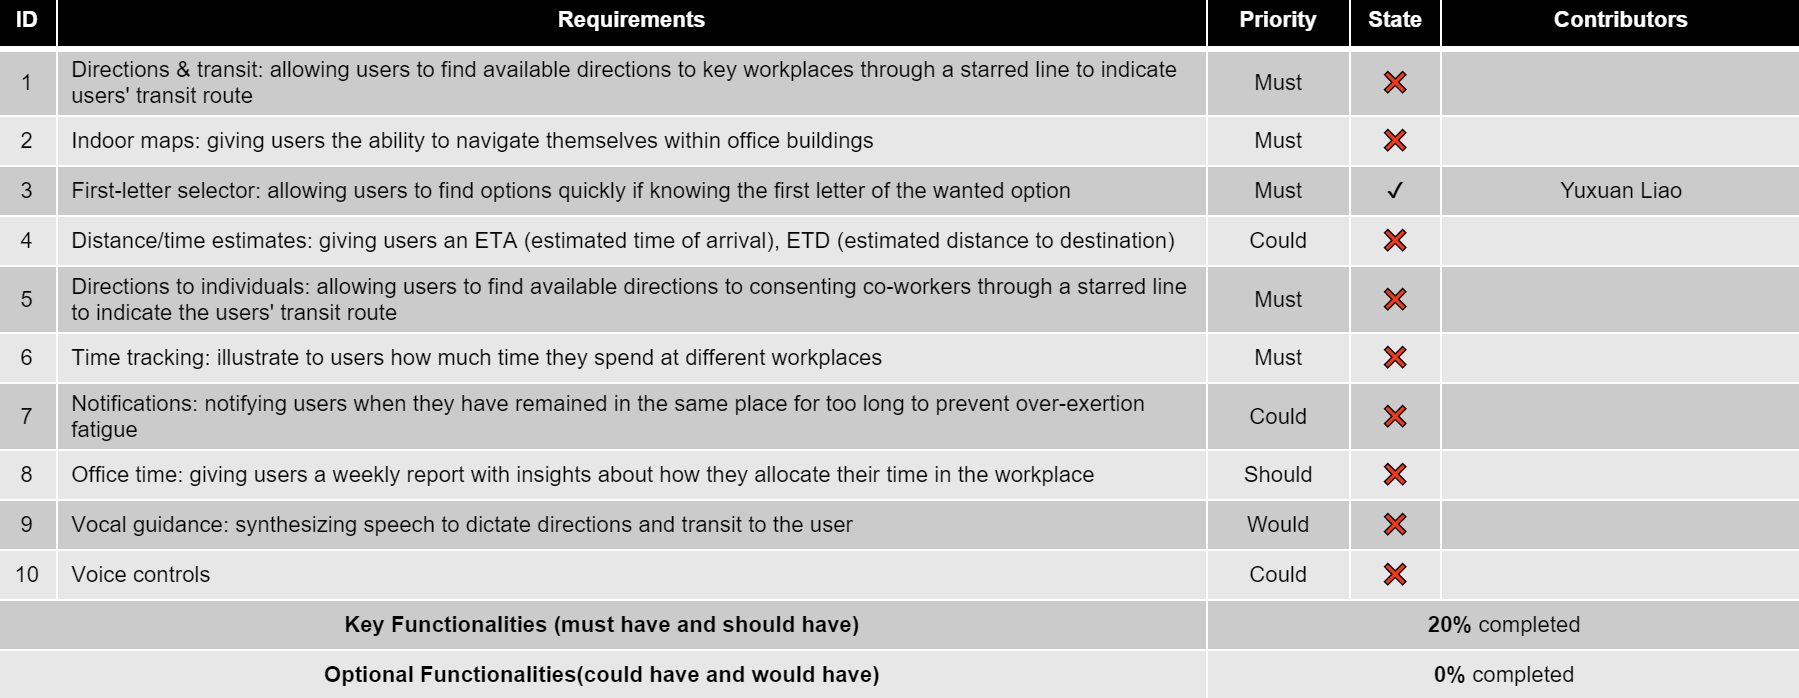 ID Requirements Priority State Contributors
1 Directions & transit: allowing users to find available directions to key workplaces through a starred line to indicate
users' transit route Must ❌
2 Indoor maps: giving users the ability to navigate themselves within office buildings Must ❌
3 First-letter selector: allowing users to find options quickly if knowing the first letter of the wanted option Must ✓ Yuxuan Liao
4 Distance/time estimates: giving users an ETA (estimated time of arrival), ETD (estimated distance to destination) Could ❌
5 Directions to individuals: allowing users to find available directions to consenting co-workers through a starred line
to indicate the users' transit route Must ❌
6 Time tracking: illustrate to users how much time they spend at different workplaces Must ❌
7 Notifications: notifying users when they have remained in the same place for too long to prevent over-exertion
fatigue Could ❌
8 Office time: giving users a weekly report with insights about how they allocate their time in the workplace Should ❌
9 Vocal guidance: synthesizing speech to dictate directions and transit to the user Would ❌
10 Voice controls Could ❌
Key Functionalities (must have and should have) 20% completed
Optional Functionalities(could have and would have) 0% completed